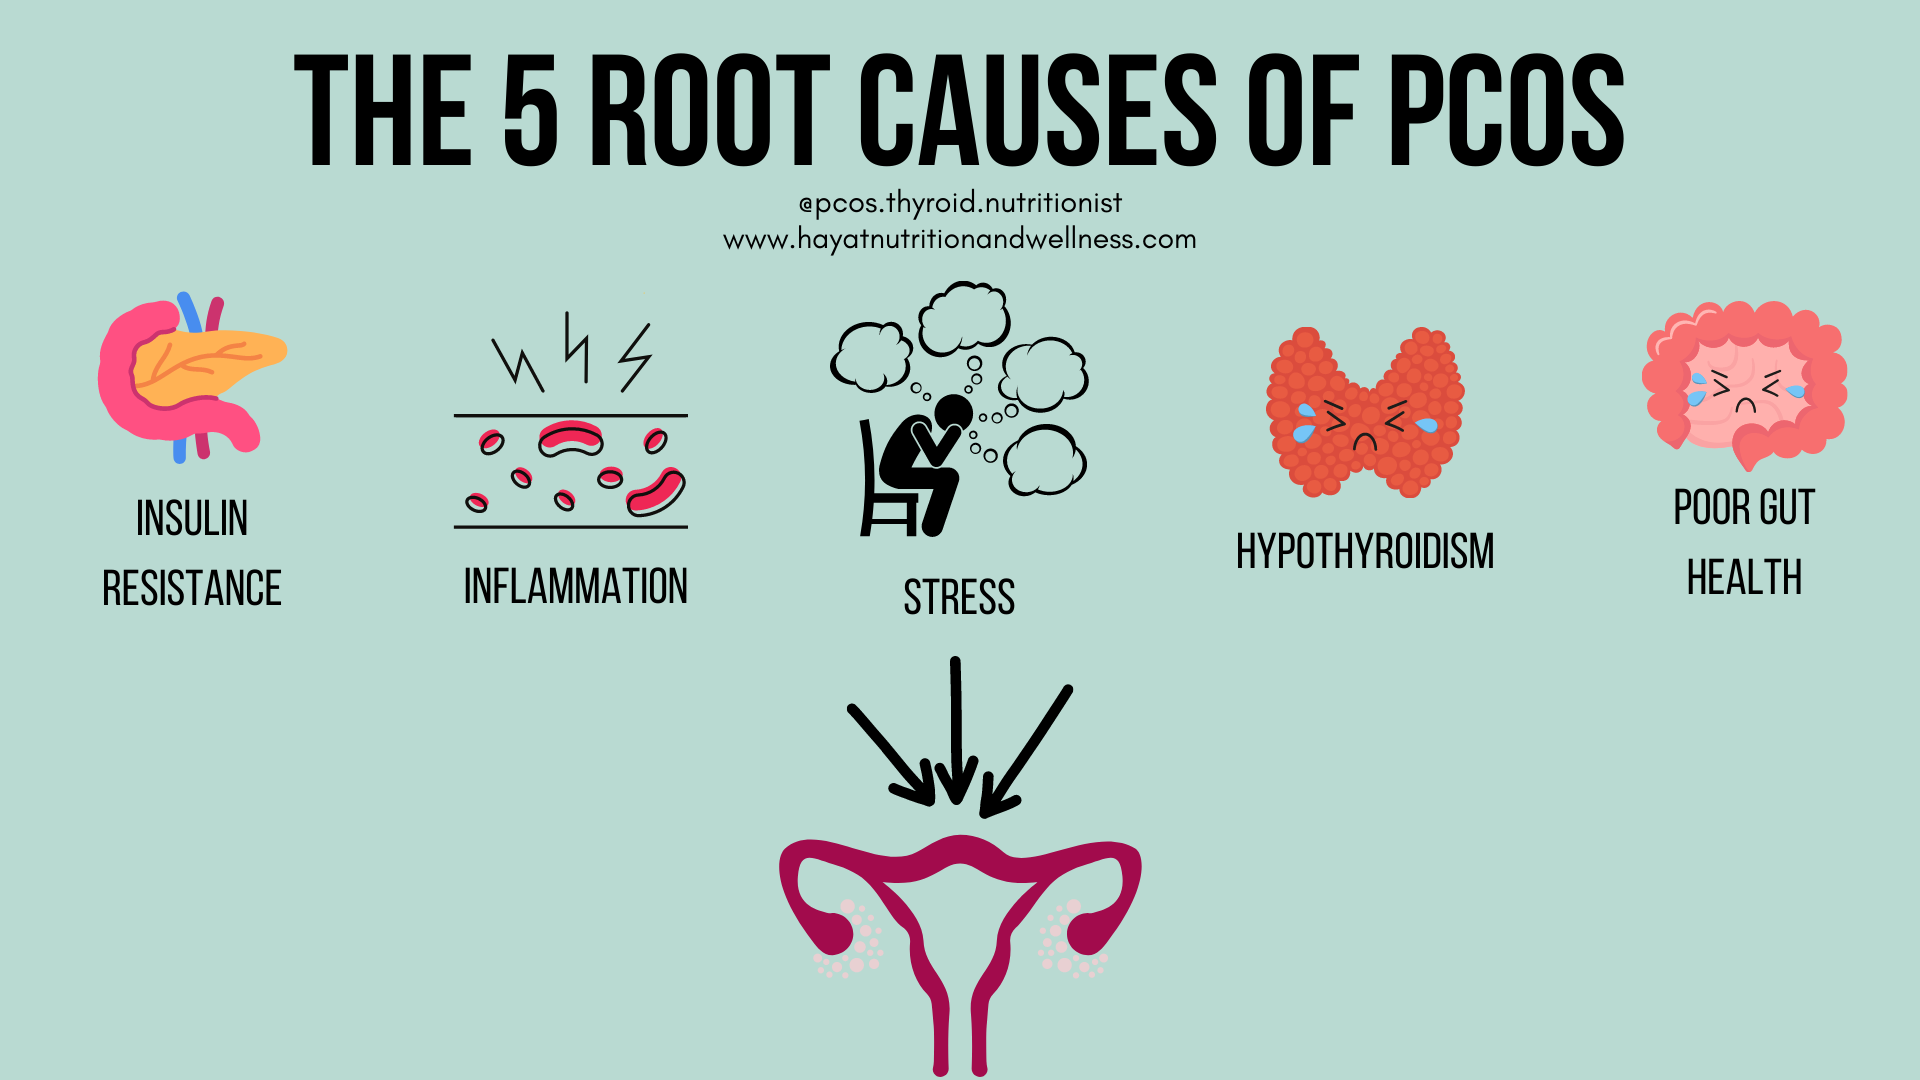 THE 5 ROOT CAUSES OF PCOS
@pcos.thyroid.nutritionist
www.hayatnutritionandwellness.com
INSULIN
RESISTANCE
INFLAMMATION
STRESS
HYPOTHYROIDISM
POOR GUT
HEALTH